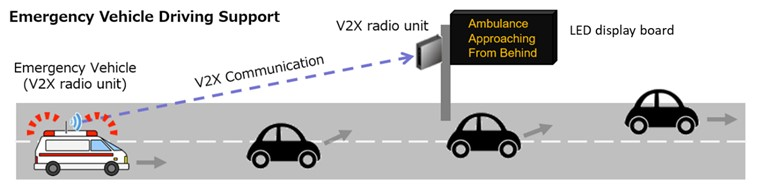 Emergency Vehicle Driving Support
V2X radio unit
Ambulance
Approaching
From Behind
LED display board
Emergency Vehicle
(V2X radio unit)
V2X Communication